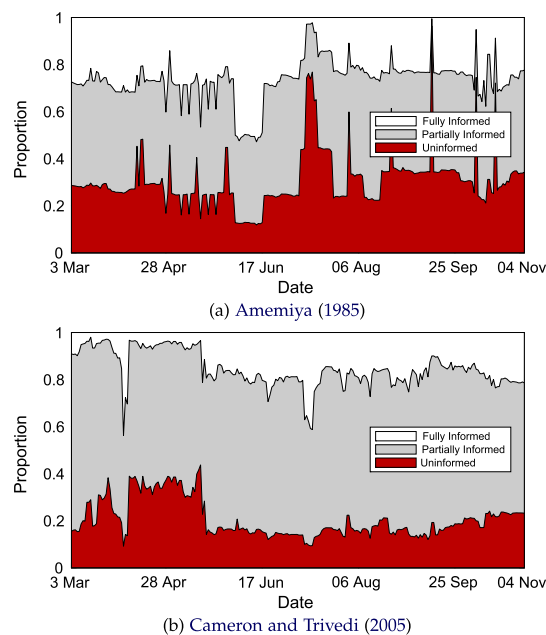 1
0.8
0.6
0.4
0.2
0
Proportion
Fully Informed
Partially Informed
Uninformed
3 Mar 28 Apr 17 Jun 06 Aug 25 Sep 04 Nov
Date
(a) Amemiya (1985)
1
0.8
0.6
0.4
0.2
0
Proportion
Fully Informed
Partially Informed
Uninformed
3 Mar 28 Apr 17 Jun 06 Aug 25 Sep 04 Nov
Date
(b) Cameron and Trivedi (2005)